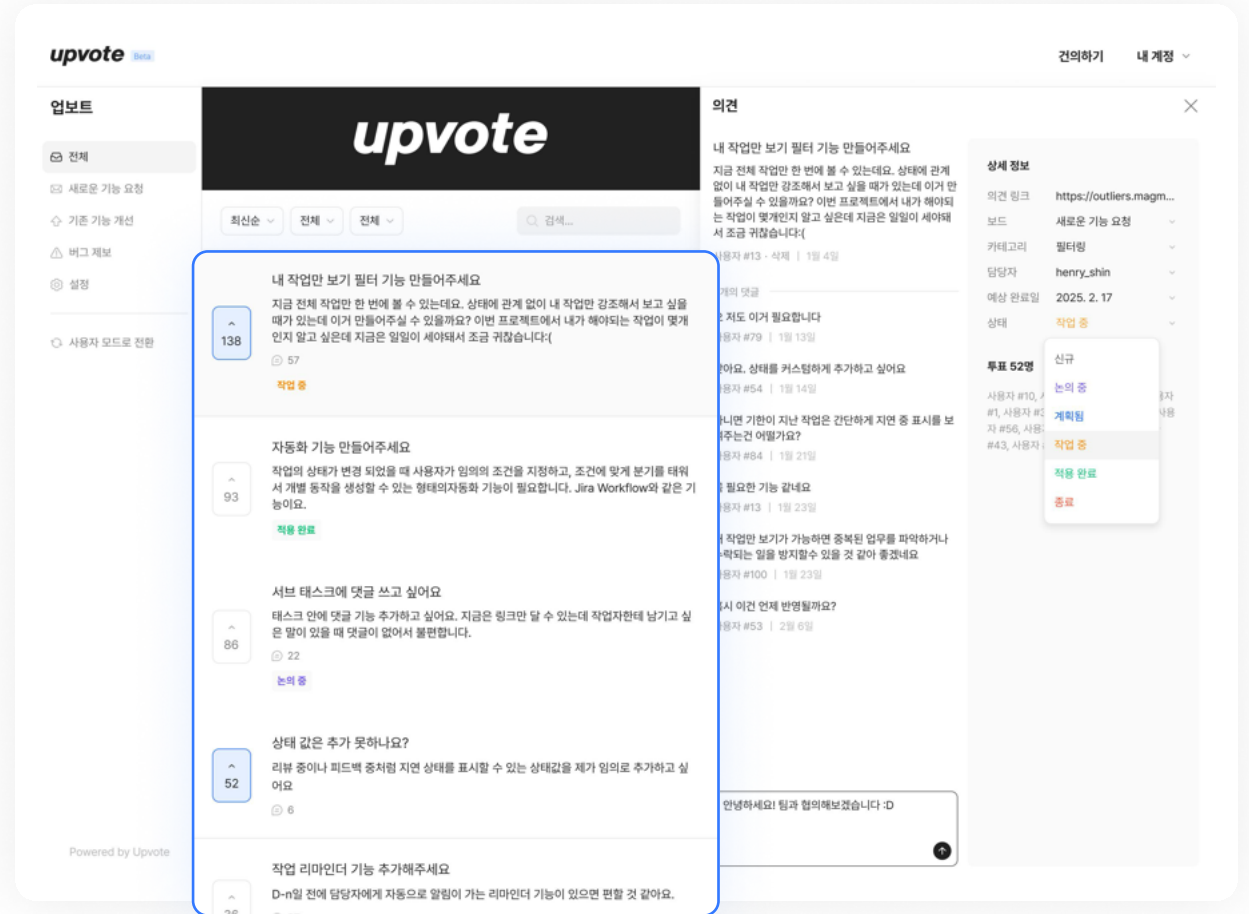 upvote Beta
건의하기
내 계정
업보트
전체
새로운 기능 요청
기존 기능 개선
버그 제보
설정
사용자 모드로 전환
Powered by Upvote
upvote
최신순
전체
전체
검색...
내 작업만 보기 필터 기능 만들어주세요
지금 전체 작업만 한 번에 볼 수 있는데요. 상태에 관계 없이 내 작업만 강조해서 보고 싶을
때가 있는데 이거 만들어주실 수 있을까요? 이번 프로젝트에서 내가 해야되는 작업이 몇개
인지 알고 싶은데 지금은 일일이 세야돼서 조금 귀찮습니다:(
138
57
작업 중
자동화 기능 만들어주세요
작업의 상태가 변경 되었을 때 사용자가 임의의 조건을 지정하고, 조건에 맞게 분기를 태워
서 개별 동작을 생성할 수 있는 형태의자동화 기능이 필요합니다. Jira Workflow와 같은 기
능이요.
93
적용 완료
서브 태스크에 댓글 쓰고 싶어요
태스크 안에 댓글 기능 추가하고 싶어요. 지금은 링크만 달 수 있는데 작업자한테 남기고 싶
은 말이 있을 때 댓글이 없어서 불편합니다.
86
22
논의 중
상태 값은 추가 못하나요?
리뷰 중이나 피드백 중처럼 지연 상태를 표시할 수 있는 상태값을 제가 임의로 추가하고 싶
어요
52
6
작업 리마인더 기능 추가해주세요
D-n일 전에 담당자에게 자동으로 알림이 가는 리마인더 기능이 있으면 편할 것 같아요.
의견
내 작업만 보기 필터 기능 만들어주세요
지금 전체 작업만 한 번에 볼 수 있는데요. 상태에 관계
없이 내 작업만 강조해서 보고 싶을 때가 있는데 이거 만
들어주실 수 있을까요? 이번 프로젝트에서 내가 해야되
는 작업이 몇개인지 알고 싶은데 지금은 일일이 세야돼
서 조금 귀찮습니다:(
사용자 #13 · 삭제 | 1월 4일
개의 댓글
저도 이거 필요합니다
사용자 #79 | 1월 13일
맞아요. 상태를 커스텀하게 추가하고 싶어요
사용자 #54 | 1월 14일
아니면 기한이 지난 작업은 간단하게 지연 중 표시를 보
여주는건 어떨가요?
사용자 #84 | 1월 21일
필요한 기능 같네요
사용자 #13 | 1월 23일
작업만 보기가 가능하면 중복된 업무를 파악하거나
누락되는 일을 방지할수 있을 것 같아 좋겠네요
사용자 #100 | 1월 23일
혹시 이건 언제 반영될까요?
사용자 #53 | 2월 6일
안녕하세요! 팀과 협의해보겠습니다 :D
상세 정보
의견 링크 https://outliers.magm...
보드 새로운 기능 요청
카테고리 필터링
담당자 henry_shin
예상 완료일 2025. 2. 17
상태 작업 중
신규
논의 중
계획됨
작업 중
적용 완료
종료
투표 52명
사용자 #10,
#1, 사용자
자 #56, 사용
#43, 사용자